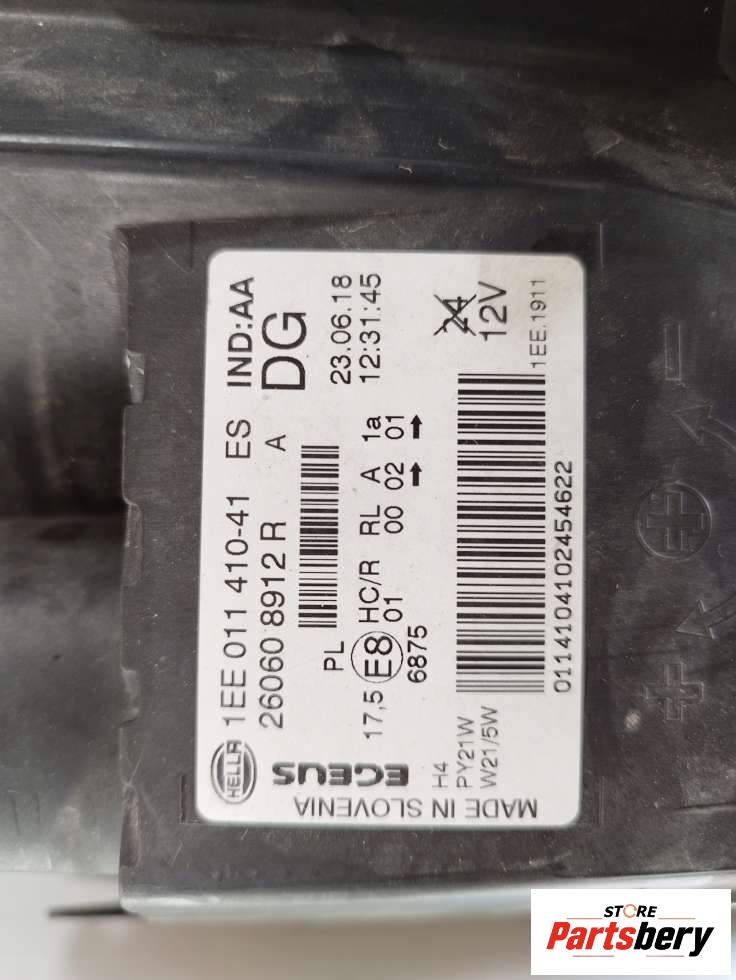 HELLA
1EE 011 410-41 ES IND:AA
26060 8912 R A DG
PL
23.06.18
12:31:45
17,5 E8 HC/R RL A 1a
01 00 02 01
6875 → →
24
12V
1EE.1911
01141041 02454622
H4
PY21W
W21/5W
MADE IN SLOVENIA
STORE
Partsbery